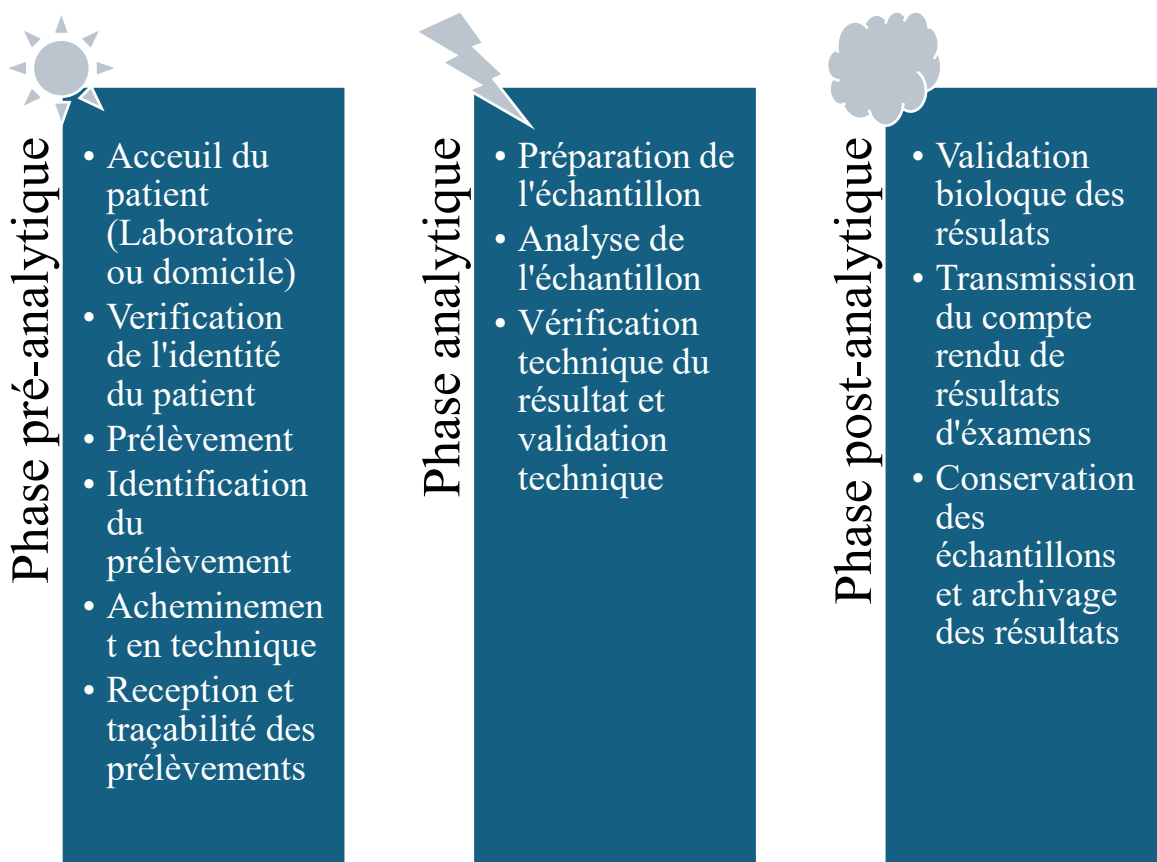 Phase pré-analytique
• Acceuil du
patient
(Laboratoire
ou domicile)
• Verification
de l'identité
du patient
• Prélèvement
• Identification
du
prélèvement
• Acheminemen
t en technique
• Reception et
traçabilité des
prélèvements
Phase analytique
• Préparation de
l'échantillon
• Analyse de
l'échantillon
• Vérification
technique du
résultat et
validation
technique
Phase post-analytique
• Validation
bioloque des
résulats
• Transmission
du compte
rendu de
résultats
d'éxamens
• Conservation
des
échantillons
et archivage
des résultats